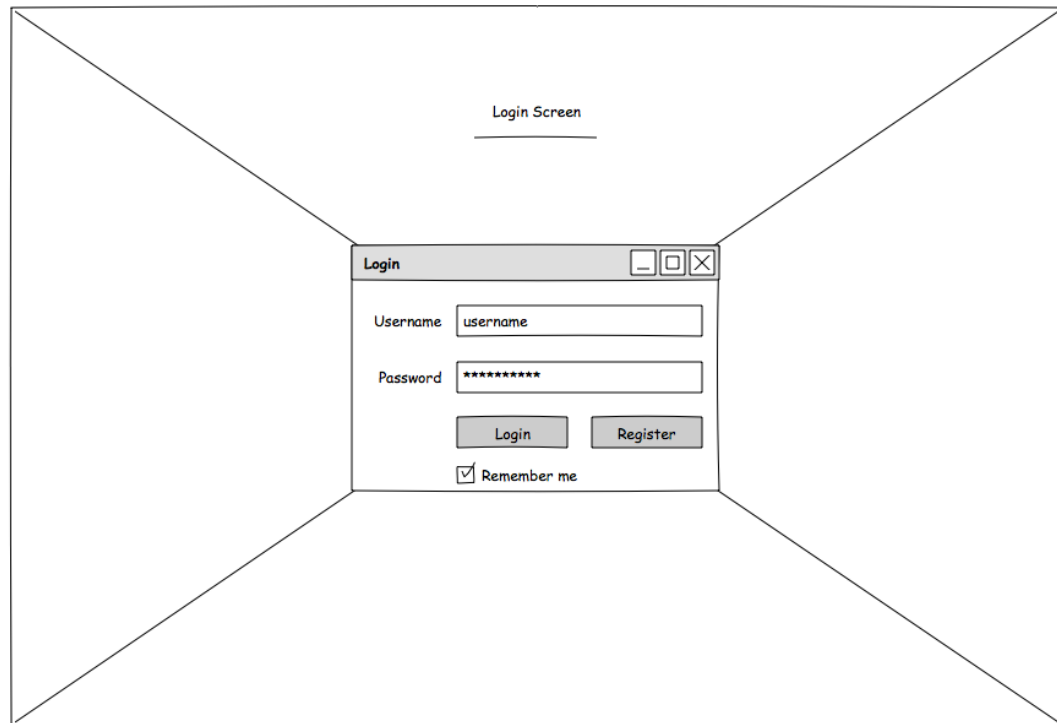 Login Screen
Login
Username username
Password **********
Login Register
Remember me